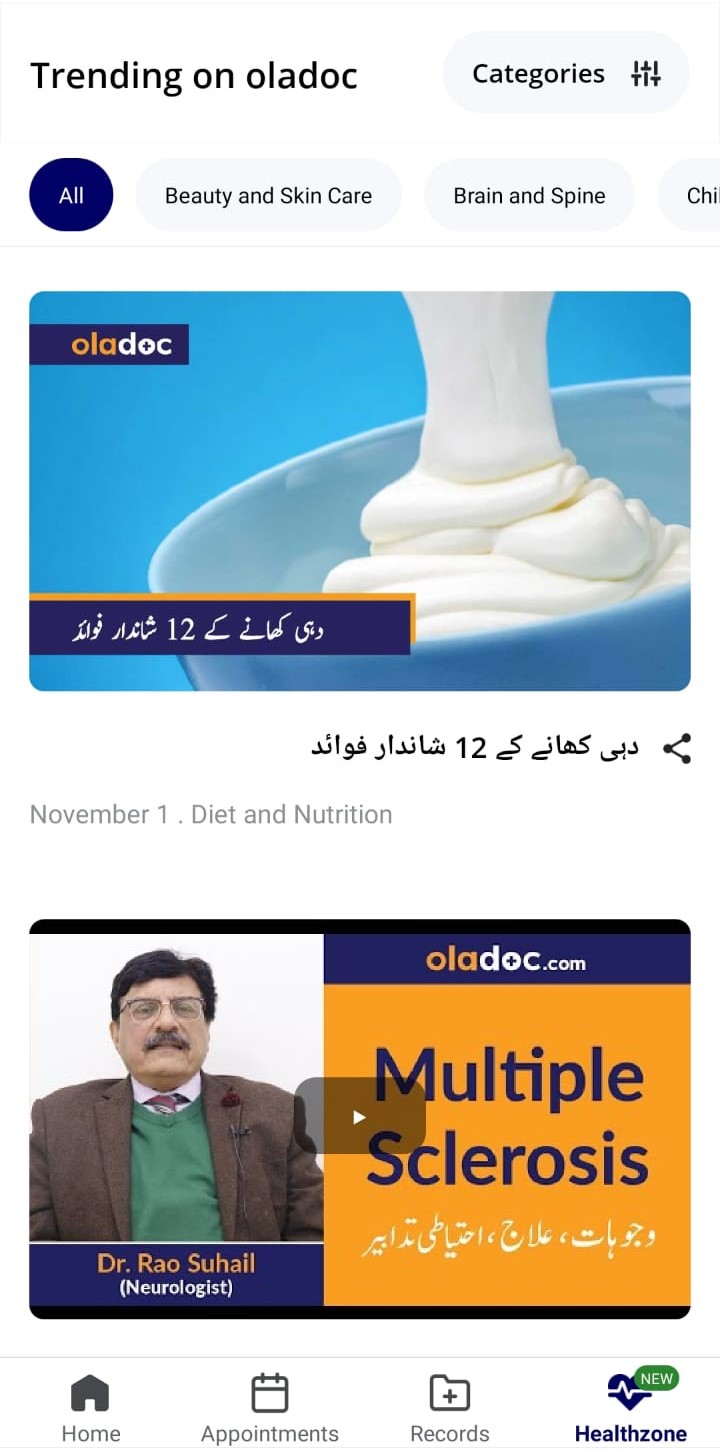 Trending on oladoc
Categories
All
Beauty and Skin Care
Brain and Spine
Chi
oladoc
دہی کھانے کے 12 شاندار فوائد
دہی کھانے کے 12 شاندار فوائد
November 1 . Diet and Nutrition
oladoc.com
Multiple
Sclerosis
وجوہات، علاج، احتیاطی تدابیر
Dr. Rao Suhail
(Neurologist)
NEW
Home
Appointments
Records
Healthzone